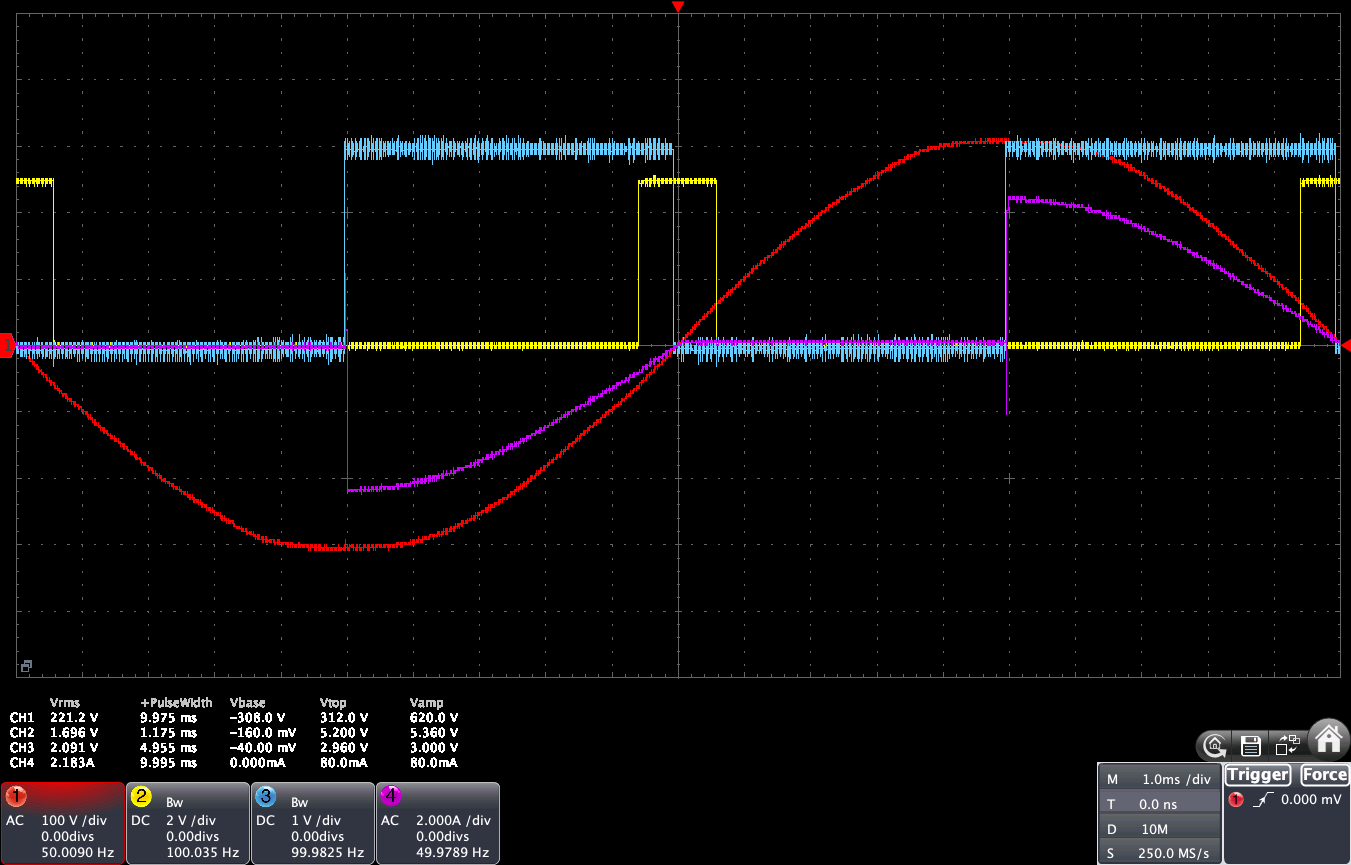 1
Vrms +PulseWidth Vbase Vtop Vamp
CH1 221.2 V 9.975 ms -308.0 V 312.0 V 620.0 V
CH2 1.696 V 1.175 ms -160.0 mV 5.200 V 5.360 V
CH3 2.091 V 4.955 ms -40.00 mV 2.960 V 3.000 V
CH4 2.183A 9.995 ms 0.000mA 80.0mA 80.0mA
1
AC 100 V /div
0.00divs
50.0090 Hz
2 Bw
DC 2 V /div
0.00divs
100.035 Hz
3 Bw
DC 1 V /div
0.00divs
99.9825 Hz
4
AC 2.000A /div
0.00divs
49.9789 Hz
M 1.0ms /div
T 0.0 ns
D 10M
S 250.0 MS/s
Trigger Force
1 0.000 mV